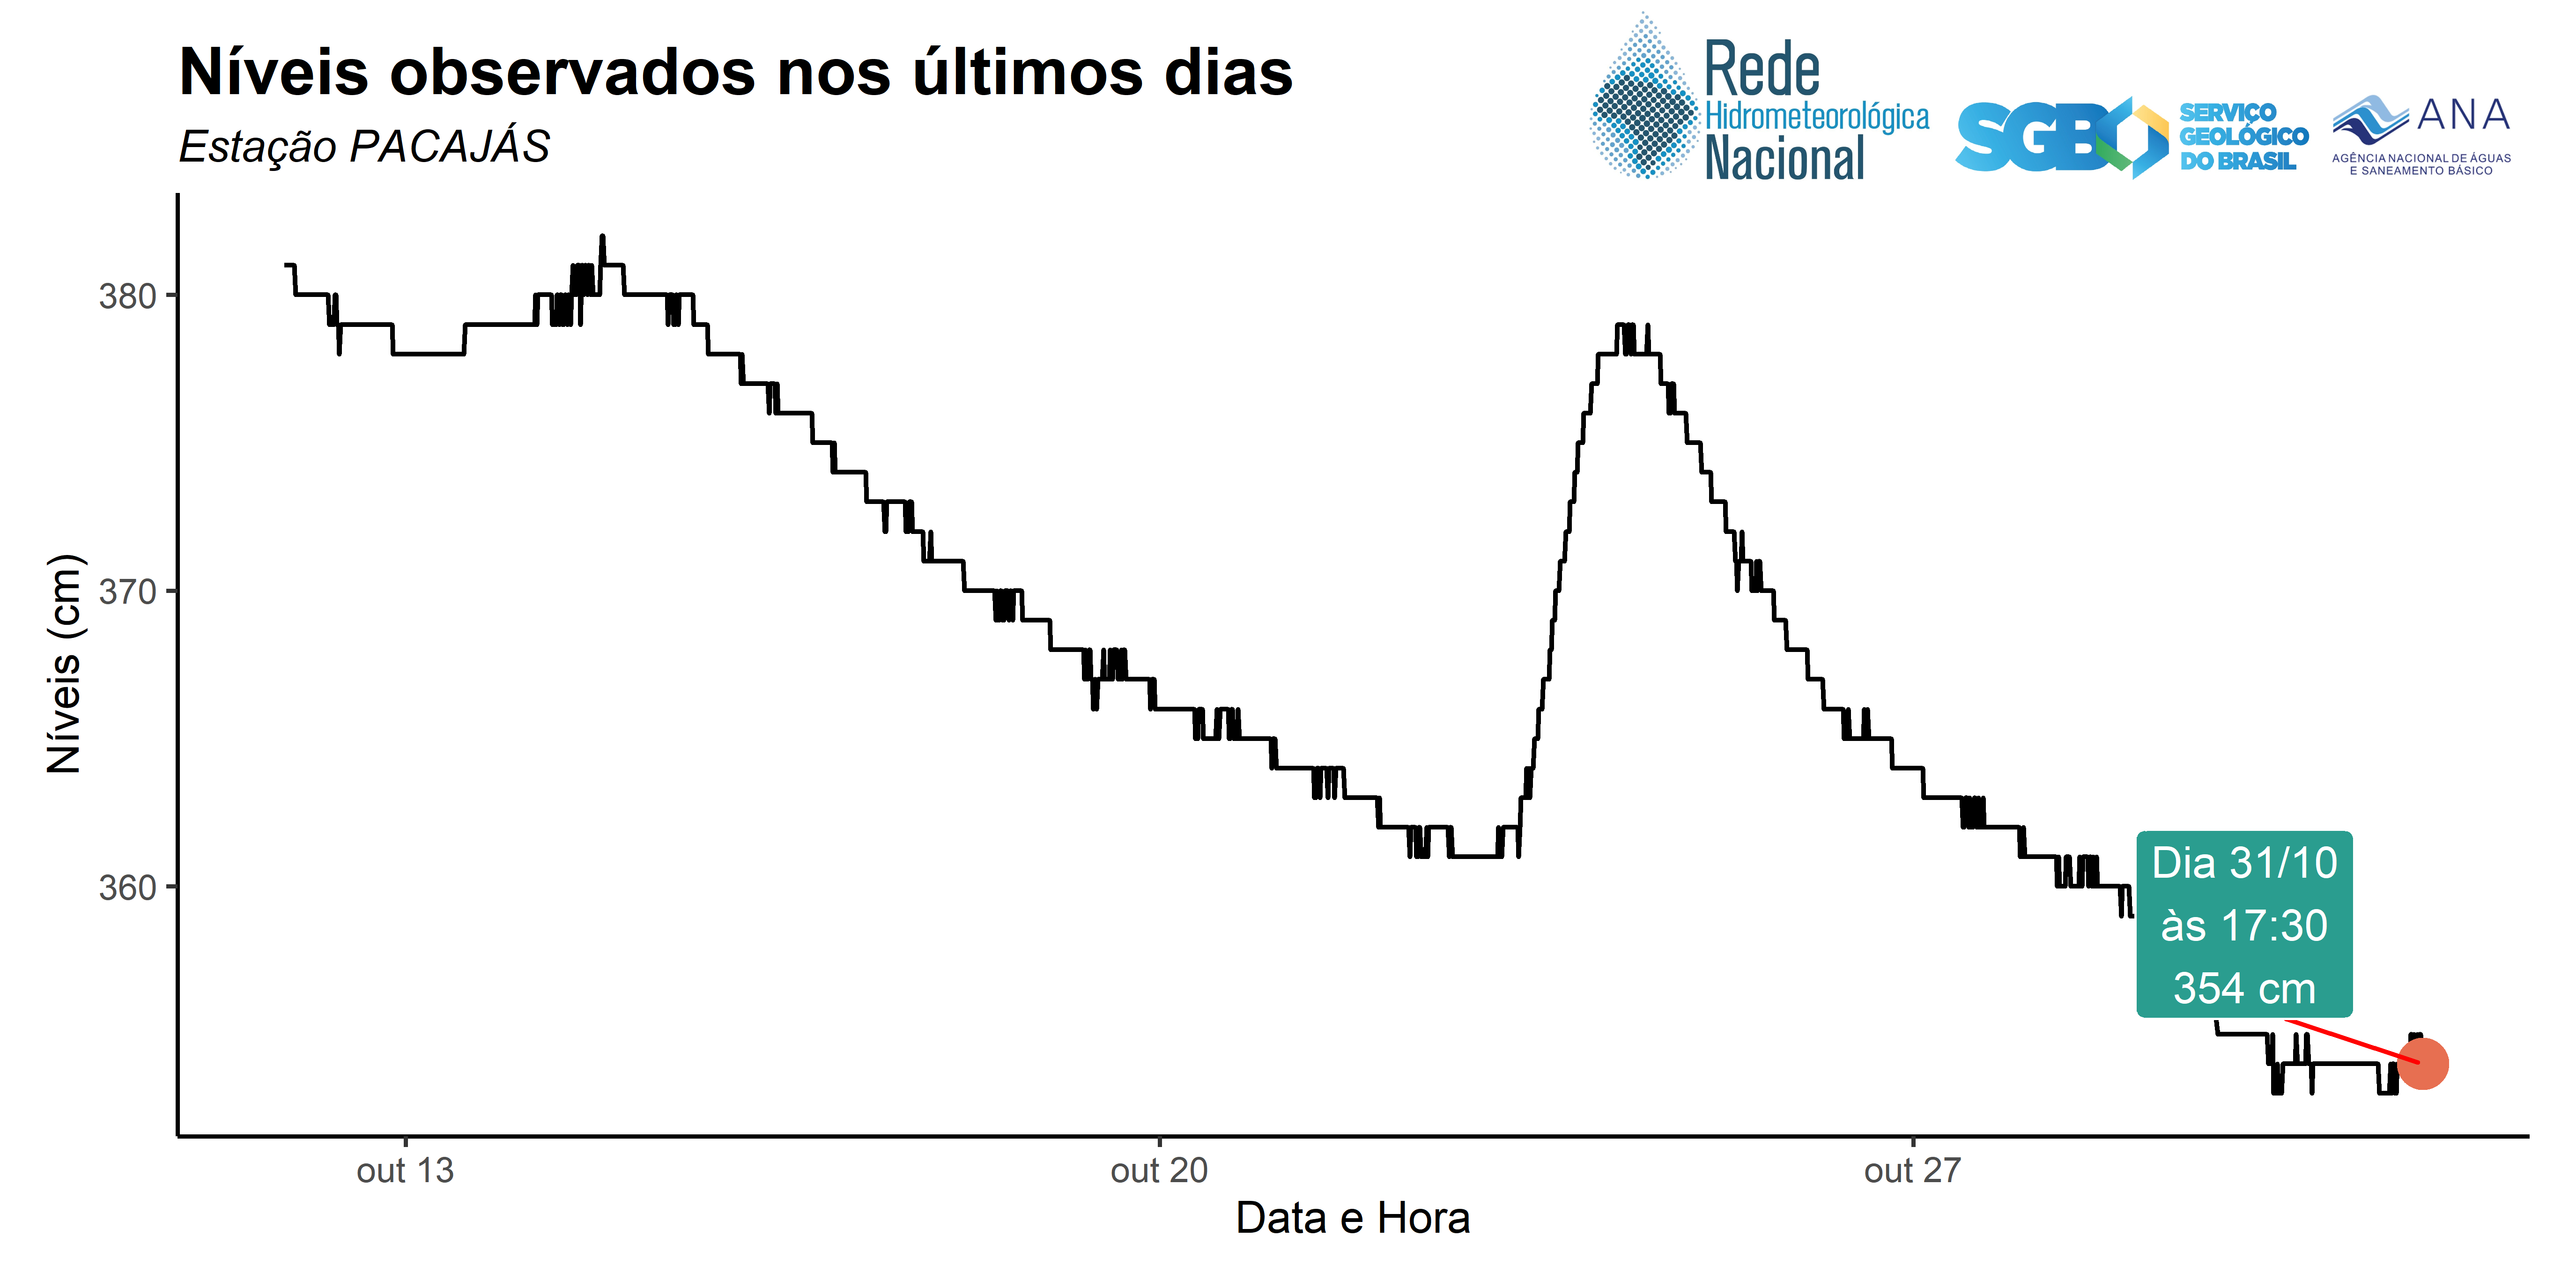 Níveis observados nos últimos dias
Estação PACAJÁS
Rede
Hidrometeorológica
Nacional
SGB
SERVIÇO
GEOLÓGICO
DO BRASIL
ANA
AGÊNCIA NACIONAL DE ÁGUAS
E SANEAMENTO BÁSICO
Níveis (cm)
380
370
360
Dia 31/10
às 17:30
354 cm
out 13
out 20
out 27
Data e Hora